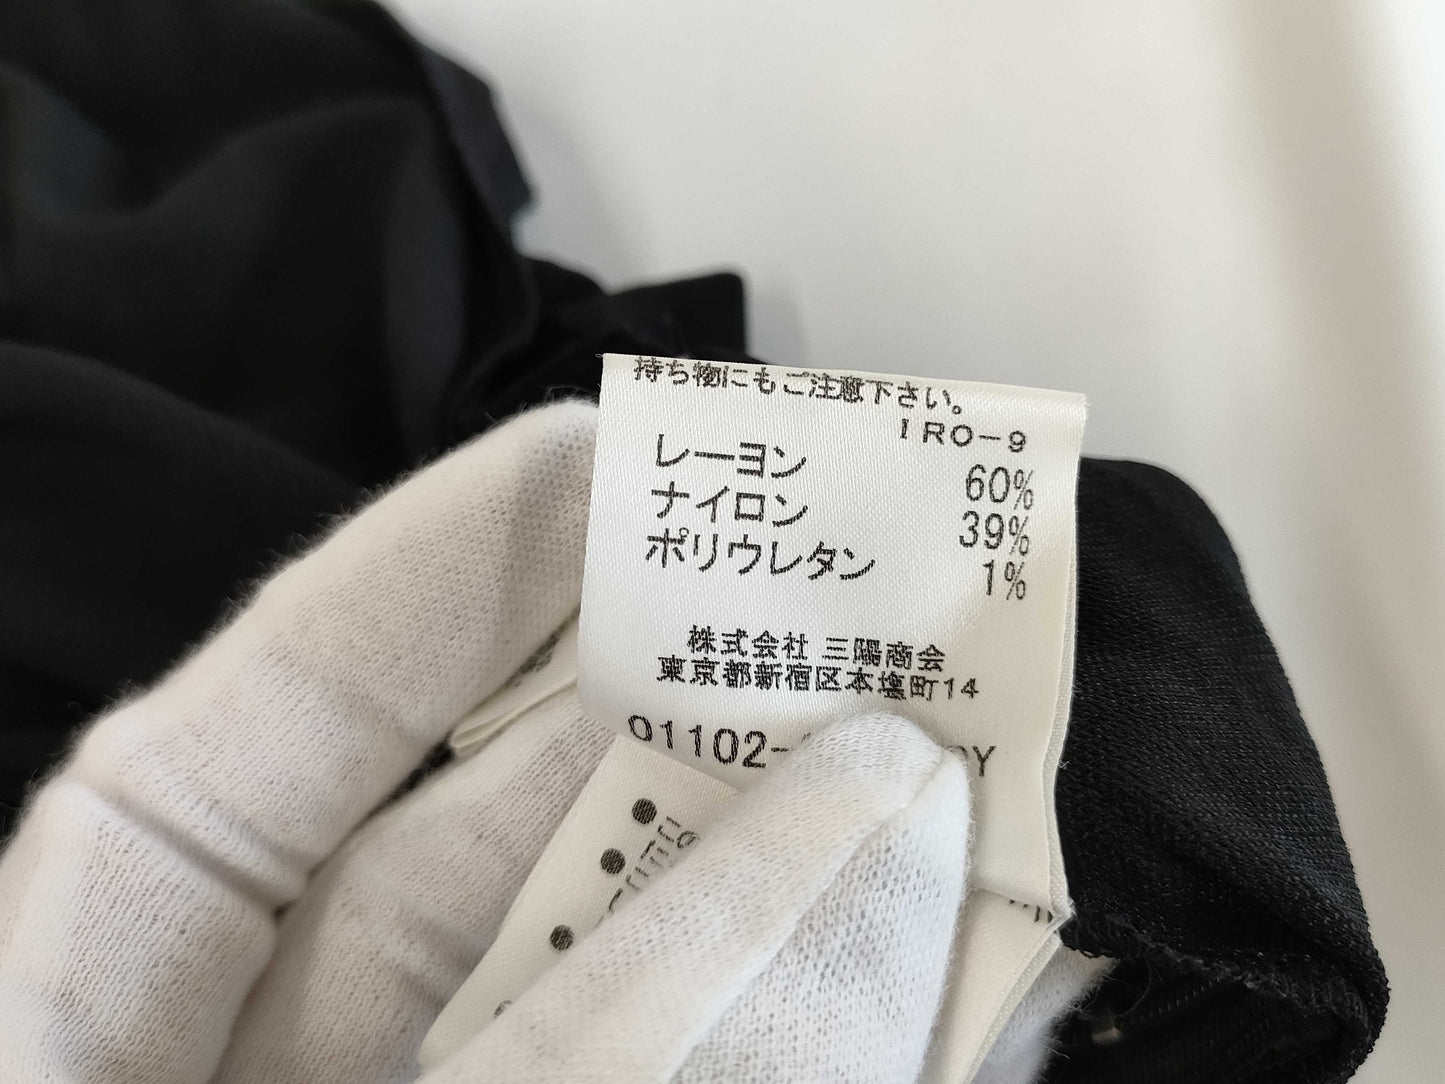 持ち物にもご注意下さい。
IRO-9
レーヨン 60%
ナイロン 39%
ポリウレタン 1%
株式会社 三陽商会
東京都新宿区本塩町14
01102-